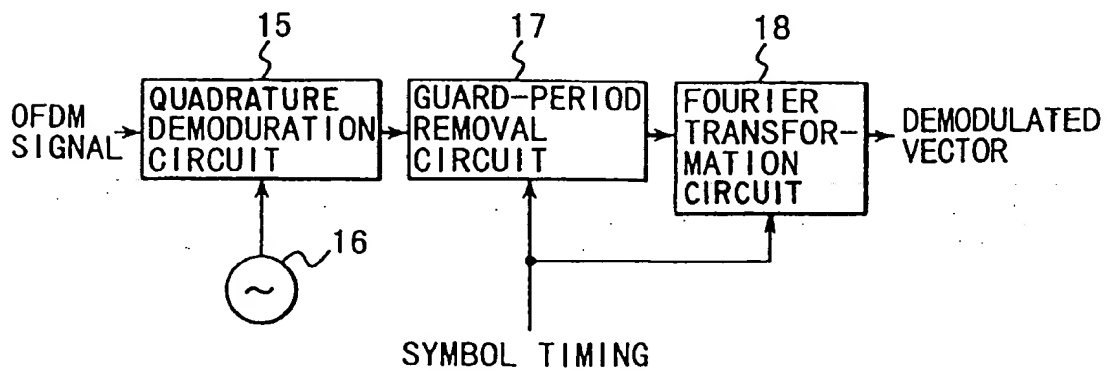 15
17
18
OFDM
SIGNAL
QUADRATURE
DEMODURATION
CIRCUIT
GUARD-PERIOD
REMOVAL
CIRCUIT
FOURIER
TRANSFOR-
MATION
CIRCUIT
DEMODULATED
VECTOR
16
~
SYMBOL TIMING